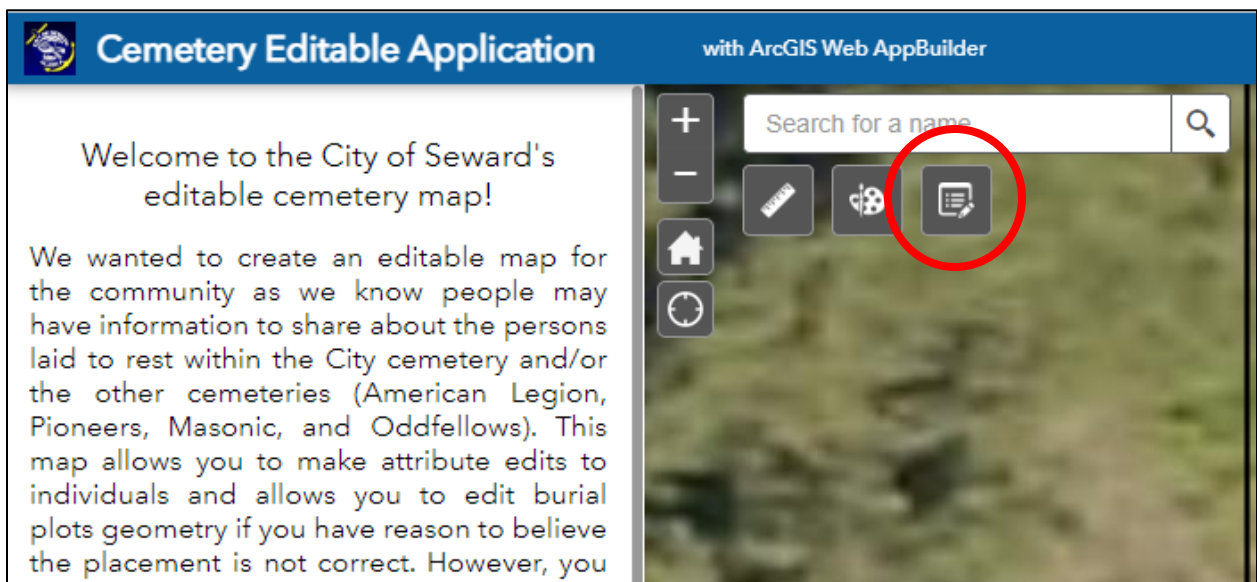 Cemetery Editable Application
with ArcGIS Web AppBuilder
Welcome to the City of Seward's
editable cemetery map!
We wanted to create an editable map for
the community as we know people may
have information to share about the persons
laid to rest within the City cemetery and/or
the other cemeteries (American Legion,
Pioneers, Masonic, and Oddfellows). This
map allows you to make attribute edits to
individuals and allows you to edit burial
plots geometry if you have reason to believe
the placement is not correct. However, you
+
Search for a name
−